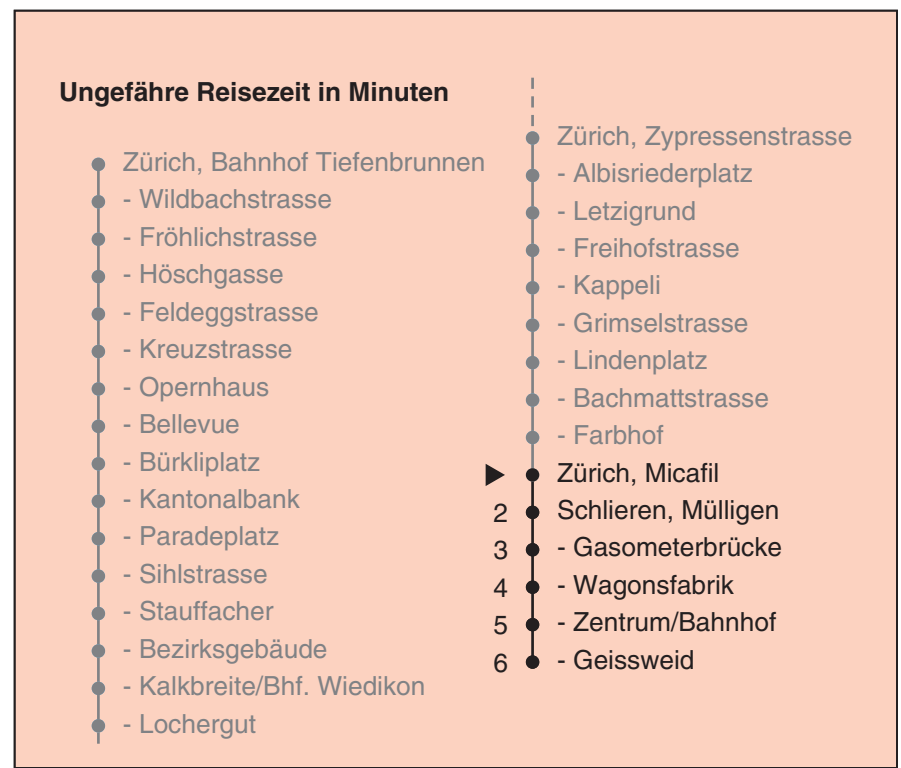 Ungefähre Reisezeit in Minuten
Zürich, Bahnhof Tiefenbrunnen
- Wildbachstrasse
- Fröhlichstrasse
- Höschgasse
- Feldeggstrasse
- Kreuzstrasse
- Opernhaus
- Bellevue
- Bürkliplatz
- Kantonalbank
- Paradeplatz
- Sihlstrasse
- Stauffacher
- Bezirksgebäude
- Kalkbreite/Bhf. Wiedikon
- Lochergut
Zürich, Zypressenstrasse
- Albisriederplatz
- Letzigrund
- Freihofstrasse
- Kappeli
- Grimselstrasse
- Lindenplatz
- Bachmattstrasse
- Farbhof
Zürich, Micafil
2 Schlieren, Mülligen
3 - Gasometerbrücke
4 - Wagonsfabrik
5 - Zentrum/Bahnhof
6 - Geissweid